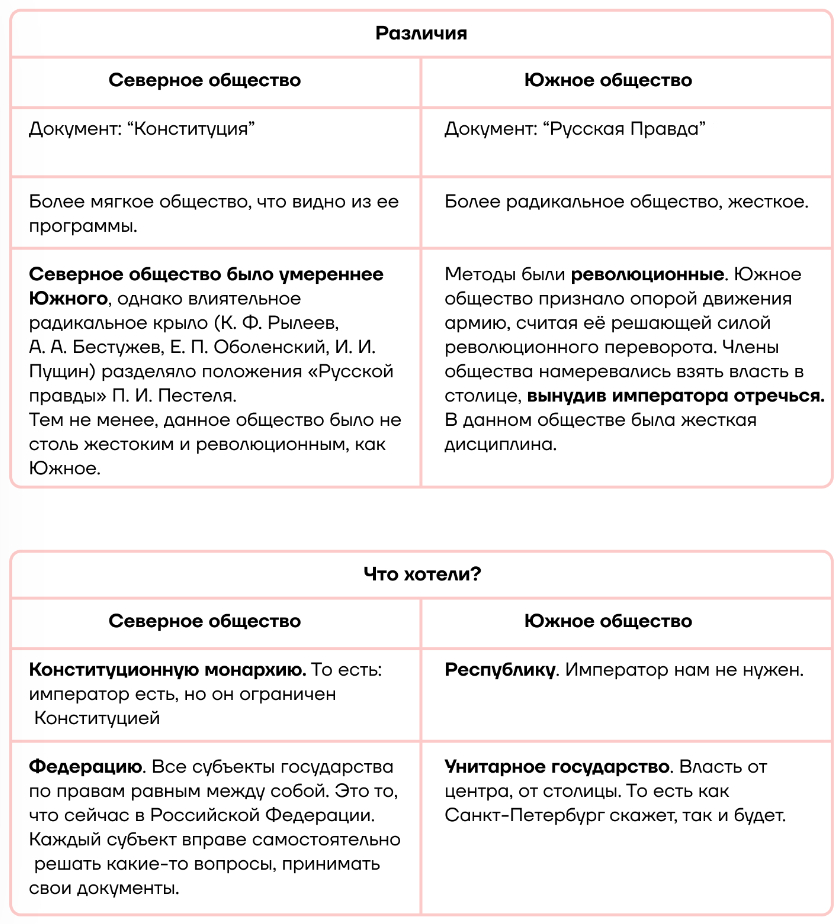 Различия
Северное общество
Южное общество
Документ: “Конституция”
Документ: “Русская Правда”
Более мягкое общество, что видно из ее
программы.
Более радикальное общество, жесткое.
Северное общество было умереннее
Южного, однако влиятельное
радикальное крыло (К. Ф. Рылеев,
А. А. Бестужев, Е. П. Оболенский, И. И.
Пущин) разделяло положения «Русской
правды» П. И. Пестеля.
Тем не менее, данное общество было не
столь жестоким и революционным, как
Южное.
Методы были революционные. Южное
общество признало опорой движения
армию, считая её решающей силой
революционного переворота. Члены
общества намеревались взять власть в
столице, вынудив императора отречься.
В данном обществе была жесткая
дисциплина.
Что хотели?
Северное общество
Южное общество
Конституционную монархию. То есть:
император есть, но он ограничен
Конституцией
Республику. Император нам не нужен.
Федерацию. Все субъекты государства
по правам равным между собой. Это то,
что сейчас в Российской Федерации.
Каждый субъект вправе самостоятельно
решать какие-то вопросы, принимать
свои документы.
Унитарное государство. Власть от
центра, от столицы. То есть как
Санкт-Петербург скажет, так и будет.